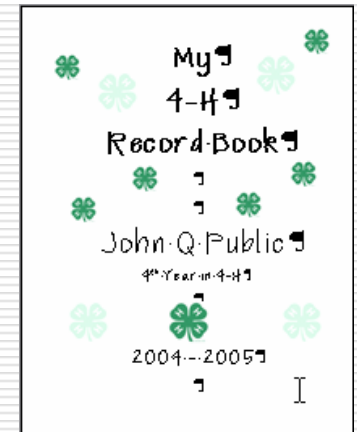 My
4-H
Record Book
John Q Public
4th Year in 4-H
2004 - 2005